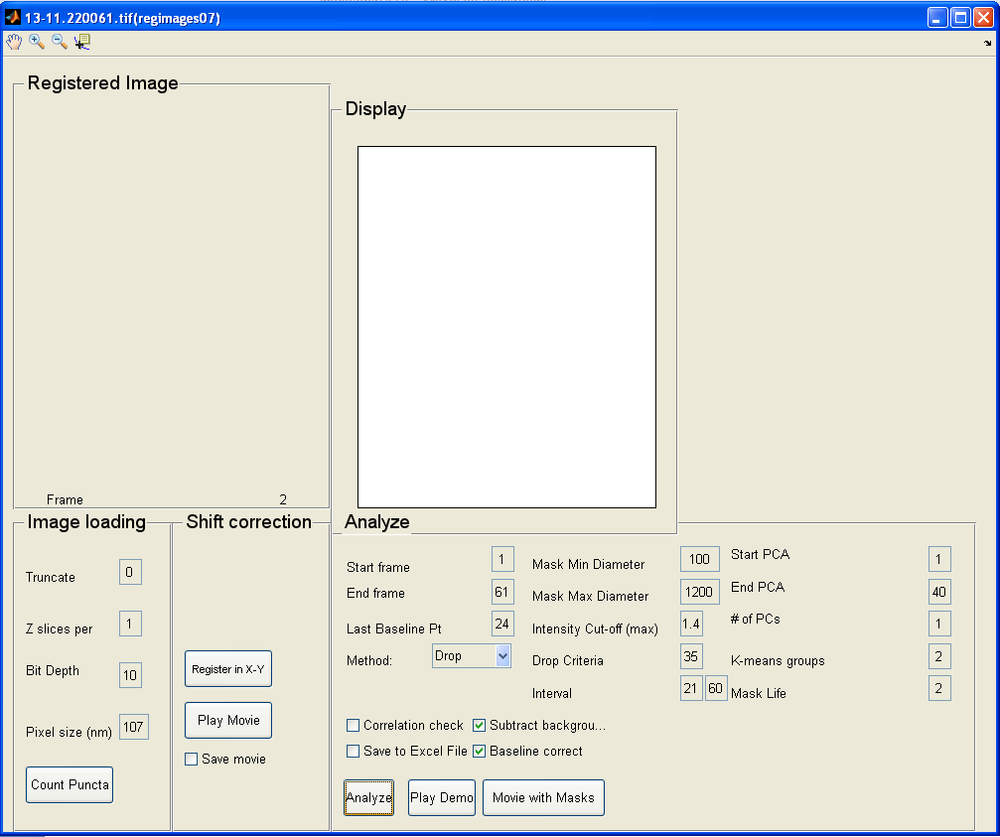 13-11.220061.tif(regimages07)
Registered Image
Frame 2
Display
Image loading
Truncate 0
Z slices per 1
Bit Depth 10
Pixel size (nm) 107
Count Puncta
Shift correction
Register in X-Y
Play Movie
Save movie
Analyze
Start frame 1
End frame 61
Last Baseline Pt 24
Method: Drop
Mask Min Diameter 100
Mask Max Diameter 1200
Intensity Cut-off (max) 1.4
Drop Criteria 35
Interval 21 60
Start PCA 1
End PCA 40
# of PCs 1
K-means groups 2
Mask Life 2
Correlation check Subtract backgrou...
Save to Excel File Baseline correct
Analyze Play Demo Movie with Masks